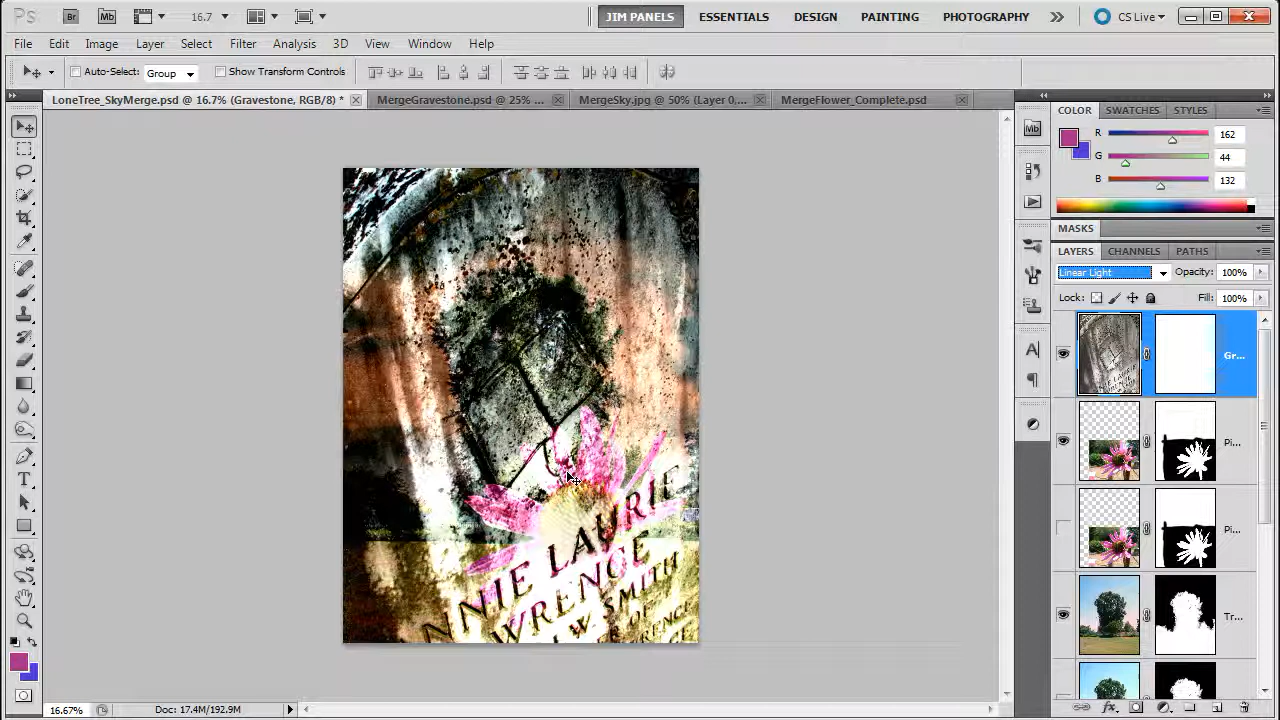 Ps Br Mb 16.7 JIM PANELS ESSENTIALS DESIGN PAINTING PHOTOGRAPHY CS Live
File Edit Image Layer Select Filter Analysis 3D View Window Help
Auto-Select: Group Show Transform Controls
LoneTree_SkyMerge.psd @ 16.7% (Gravestone, RGB/8) * MergeGravestone.psd @ 25% ... MergeSky.jpg @ 50% (Layer 0,... MergeFlower_Complete.psd
COLOR SWATCHES STYLES
R 162
G 44
B 132
MASKS
LAYERS CHANNELS PATHS
Linear Light Opacity: 100%
Lock: Fill: 100%
Gr...
Pi...
Pi...
Tr...
NNIE LAURIE
WRENCE
W. SMITH
OF
RENCE
16.67% Doc: 17.4M/192.9M